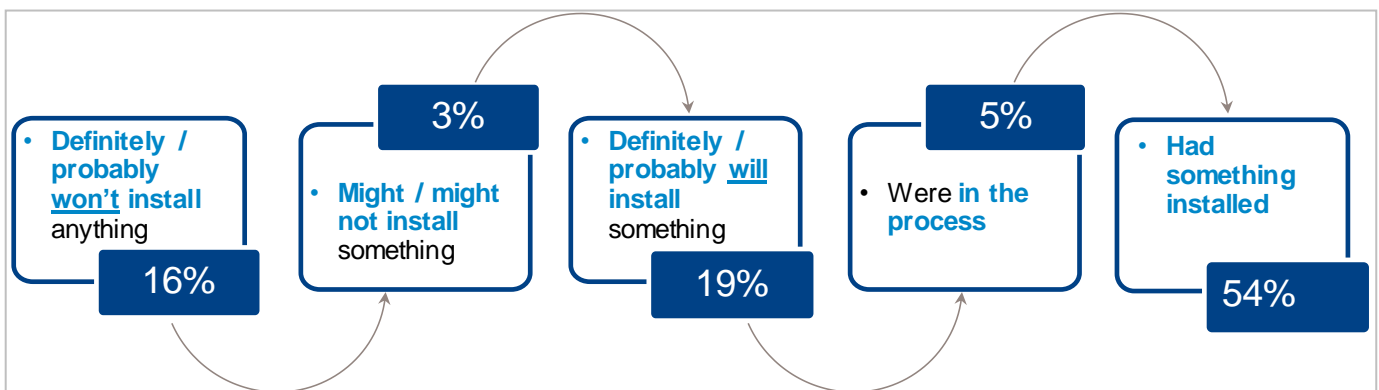 • Definitely /
probably
won't install
anything
16%
3%
• Might / might
not install
something
• Definitely /
probably will
install
something
19%
5%
• Were in the
process
• Had
something
installed
54%